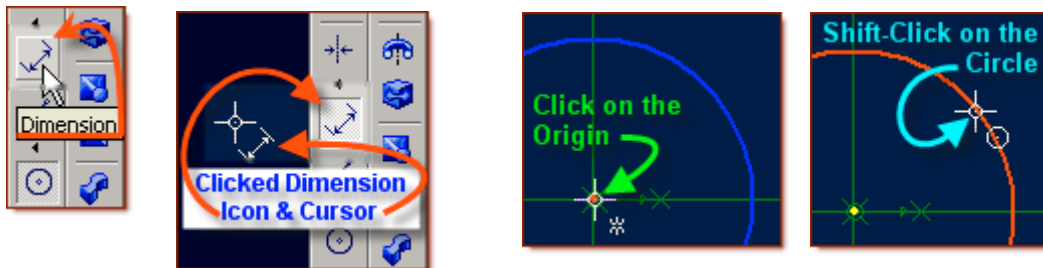 Dimension
Clicked Dimension
Icon & Cursor
Click on the
Origin
Shift-Click on the
Circle